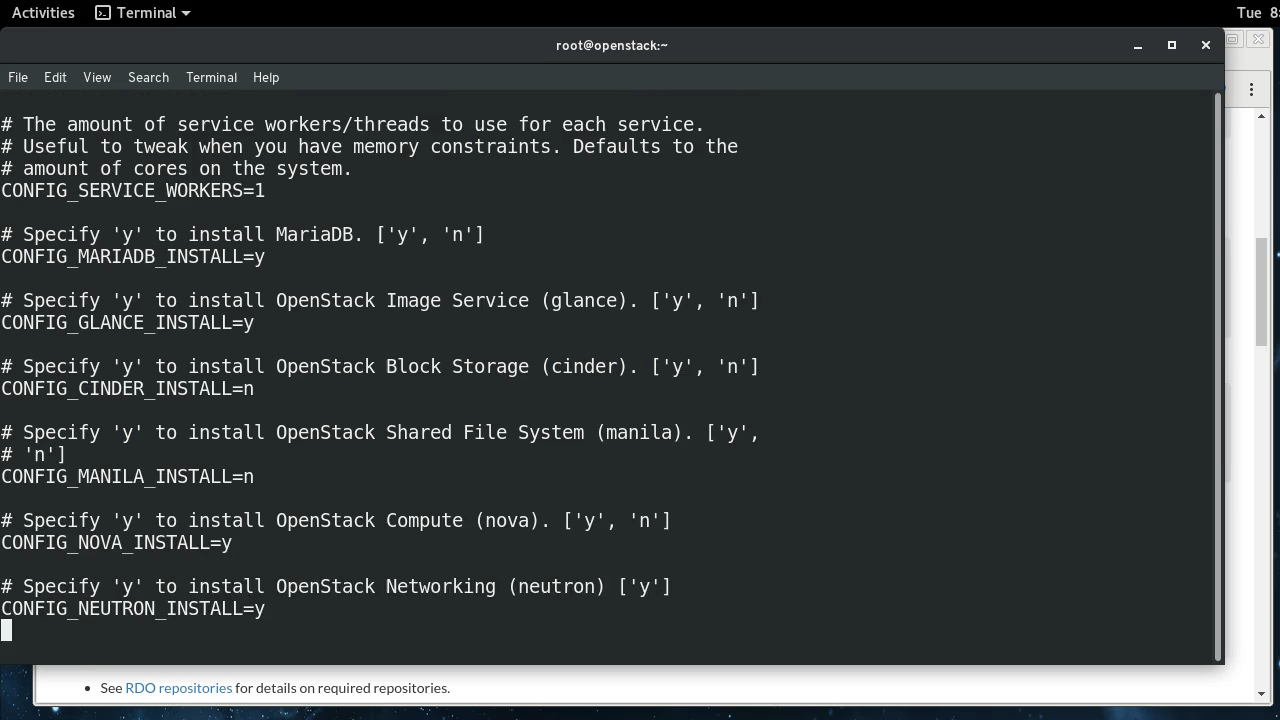 Activities Terminal Tue 8:
root@openstack:~
File Edit View Search Terminal Help
# The amount of service workers/threads to use for each service.
# Useful to tweak when you have memory constraints. Defaults to the
# amount of cores on the system.
CONFIG_SERVICE_WORKERS=1
# Specify 'y' to install MariaDB. ['y', 'n']
CONFIG_MARIADB_INSTALL=y
# Specify 'y' to install OpenStack Image Service (glance). ['y', 'n']
CONFIG_GLANCE_INSTALL=y
# Specify 'y' to install OpenStack Block Storage (cinder). ['y', 'n']
CONFIG_CINDER_INSTALL=n
# Specify 'y' to install OpenStack Shared File System (manila). ['y',
# 'n']
CONFIG_MANILA_INSTALL=n
# Specify 'y' to install OpenStack Compute (nova). ['y', 'n']
CONFIG_NOVA_INSTALL=y
# Specify 'y' to install OpenStack Networking (neutron) ['y']
CONFIG_NEUTRON_INSTALL=y
• See RDO repositories for details on required repositories.